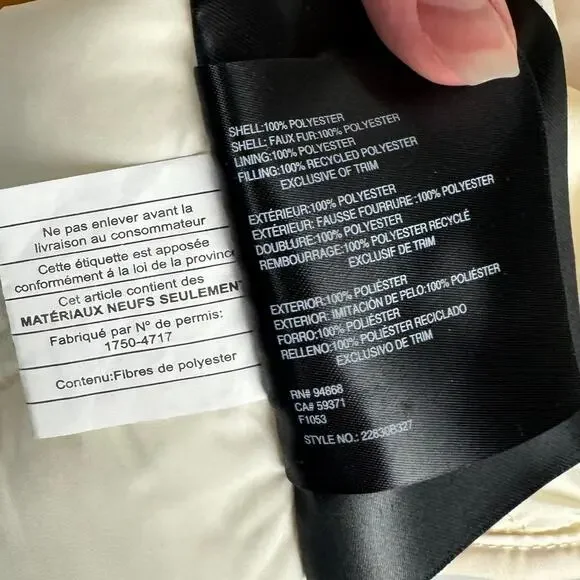 Ne pas enlever avant la
livraison au consommateur
Cette étiquette est apposée
conformément á la loi de la province
Cet article contient des
MATÉRIAUX NEUFS SEULEMENT
Fabriqué par N° de permis:
1750-4717
Contenu:Fibres de polyester
SHELL:100% POLYESTER
SHELL: FAUX FUR:100% POLYESTER
LINING:100% POLYESTER
FILLING:100% RECYCLED POLYESTER
EXCLUSIVE OF TRIM
EXTÉRIEUR:100% POLYESTER
EXTÉRIEUR: FAUSSE FOURRURE :100% POLYESTER
DOUBLURE:100% POLYESTER
REMBOURRAGE:100% POLYESTER RECYCLÉ
EXCLUSIF DE TRIM
EXTERIOR:100% POLIÉSTER
EXTERIOR: IMITACIÓN DE PELO:100% POLIÉSTER
FORRO:100% POLIÉSTER
RELLENO:100% POLIÉSTER RECICLADO
EXCLUSIVO DE TRIM
RN# 94868
CA# 59371
F1053
STYLE NO.: 22830B327